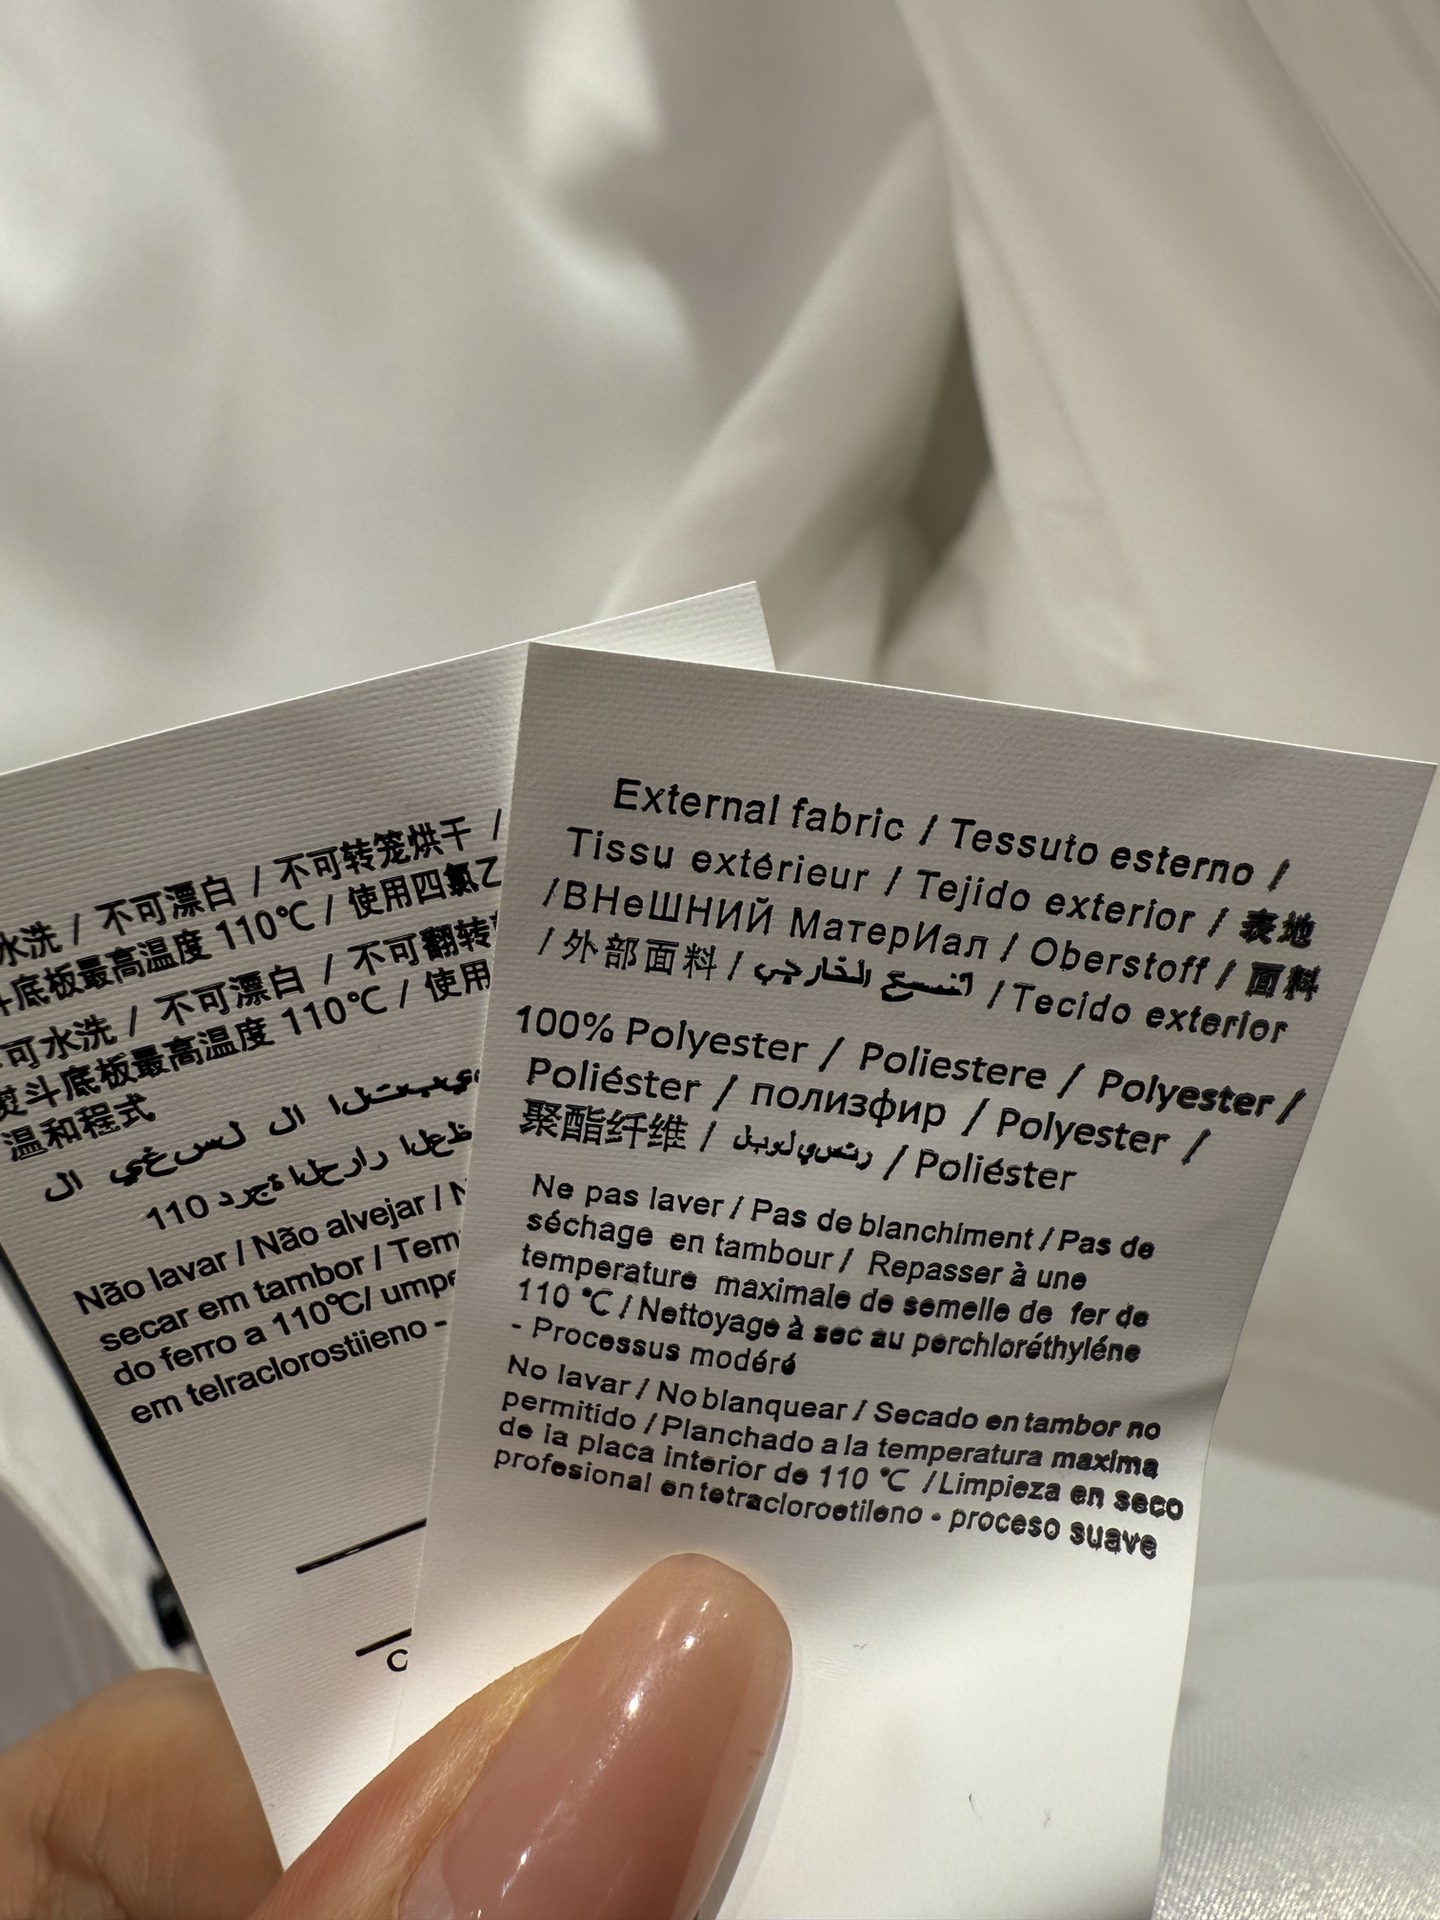 水洗 / 不可漂白 / 不可转笼烘干 /
斗底板最高温度 110℃ / 使用四氯乙
可水洗 / 不可漂白 / 不可翻转
熨斗底板最高温度 110℃ / 使用
温和程式
110
Não lavar / Não alvejar / N
secar em tambor / Tem
do ferro a 110℃/ umpe
em telraclorostiieno -
External fabric / Tessuto esterno /
Tissu extérieur / Tejido exterior / 表地
/ВНеШНИЙ МатерИал / Oberstoff / 面料
/ 外部面料 / الخارجي / Tecido exterior
100% Polyester / Poliestere / Polyester /
Poliéster / полиэфир / Polyester /
聚酯纤维 / / Poliéster
Ne pas laver / Pas de blanchiment / Pas de
séchage en tambour / Repasser à une
temperature maximale de semelle de fer de
110 ℃ / Nettoyage à sec au perchloréthyléne
- Processus modéré
No lavar / No blanquear / Secado en tambor no
permitido / Planchado a la temperatura maxima
de ia placa interior de 110 ℃ / Limpieza en seco
profesional en tetracloroetileno - proceso suave